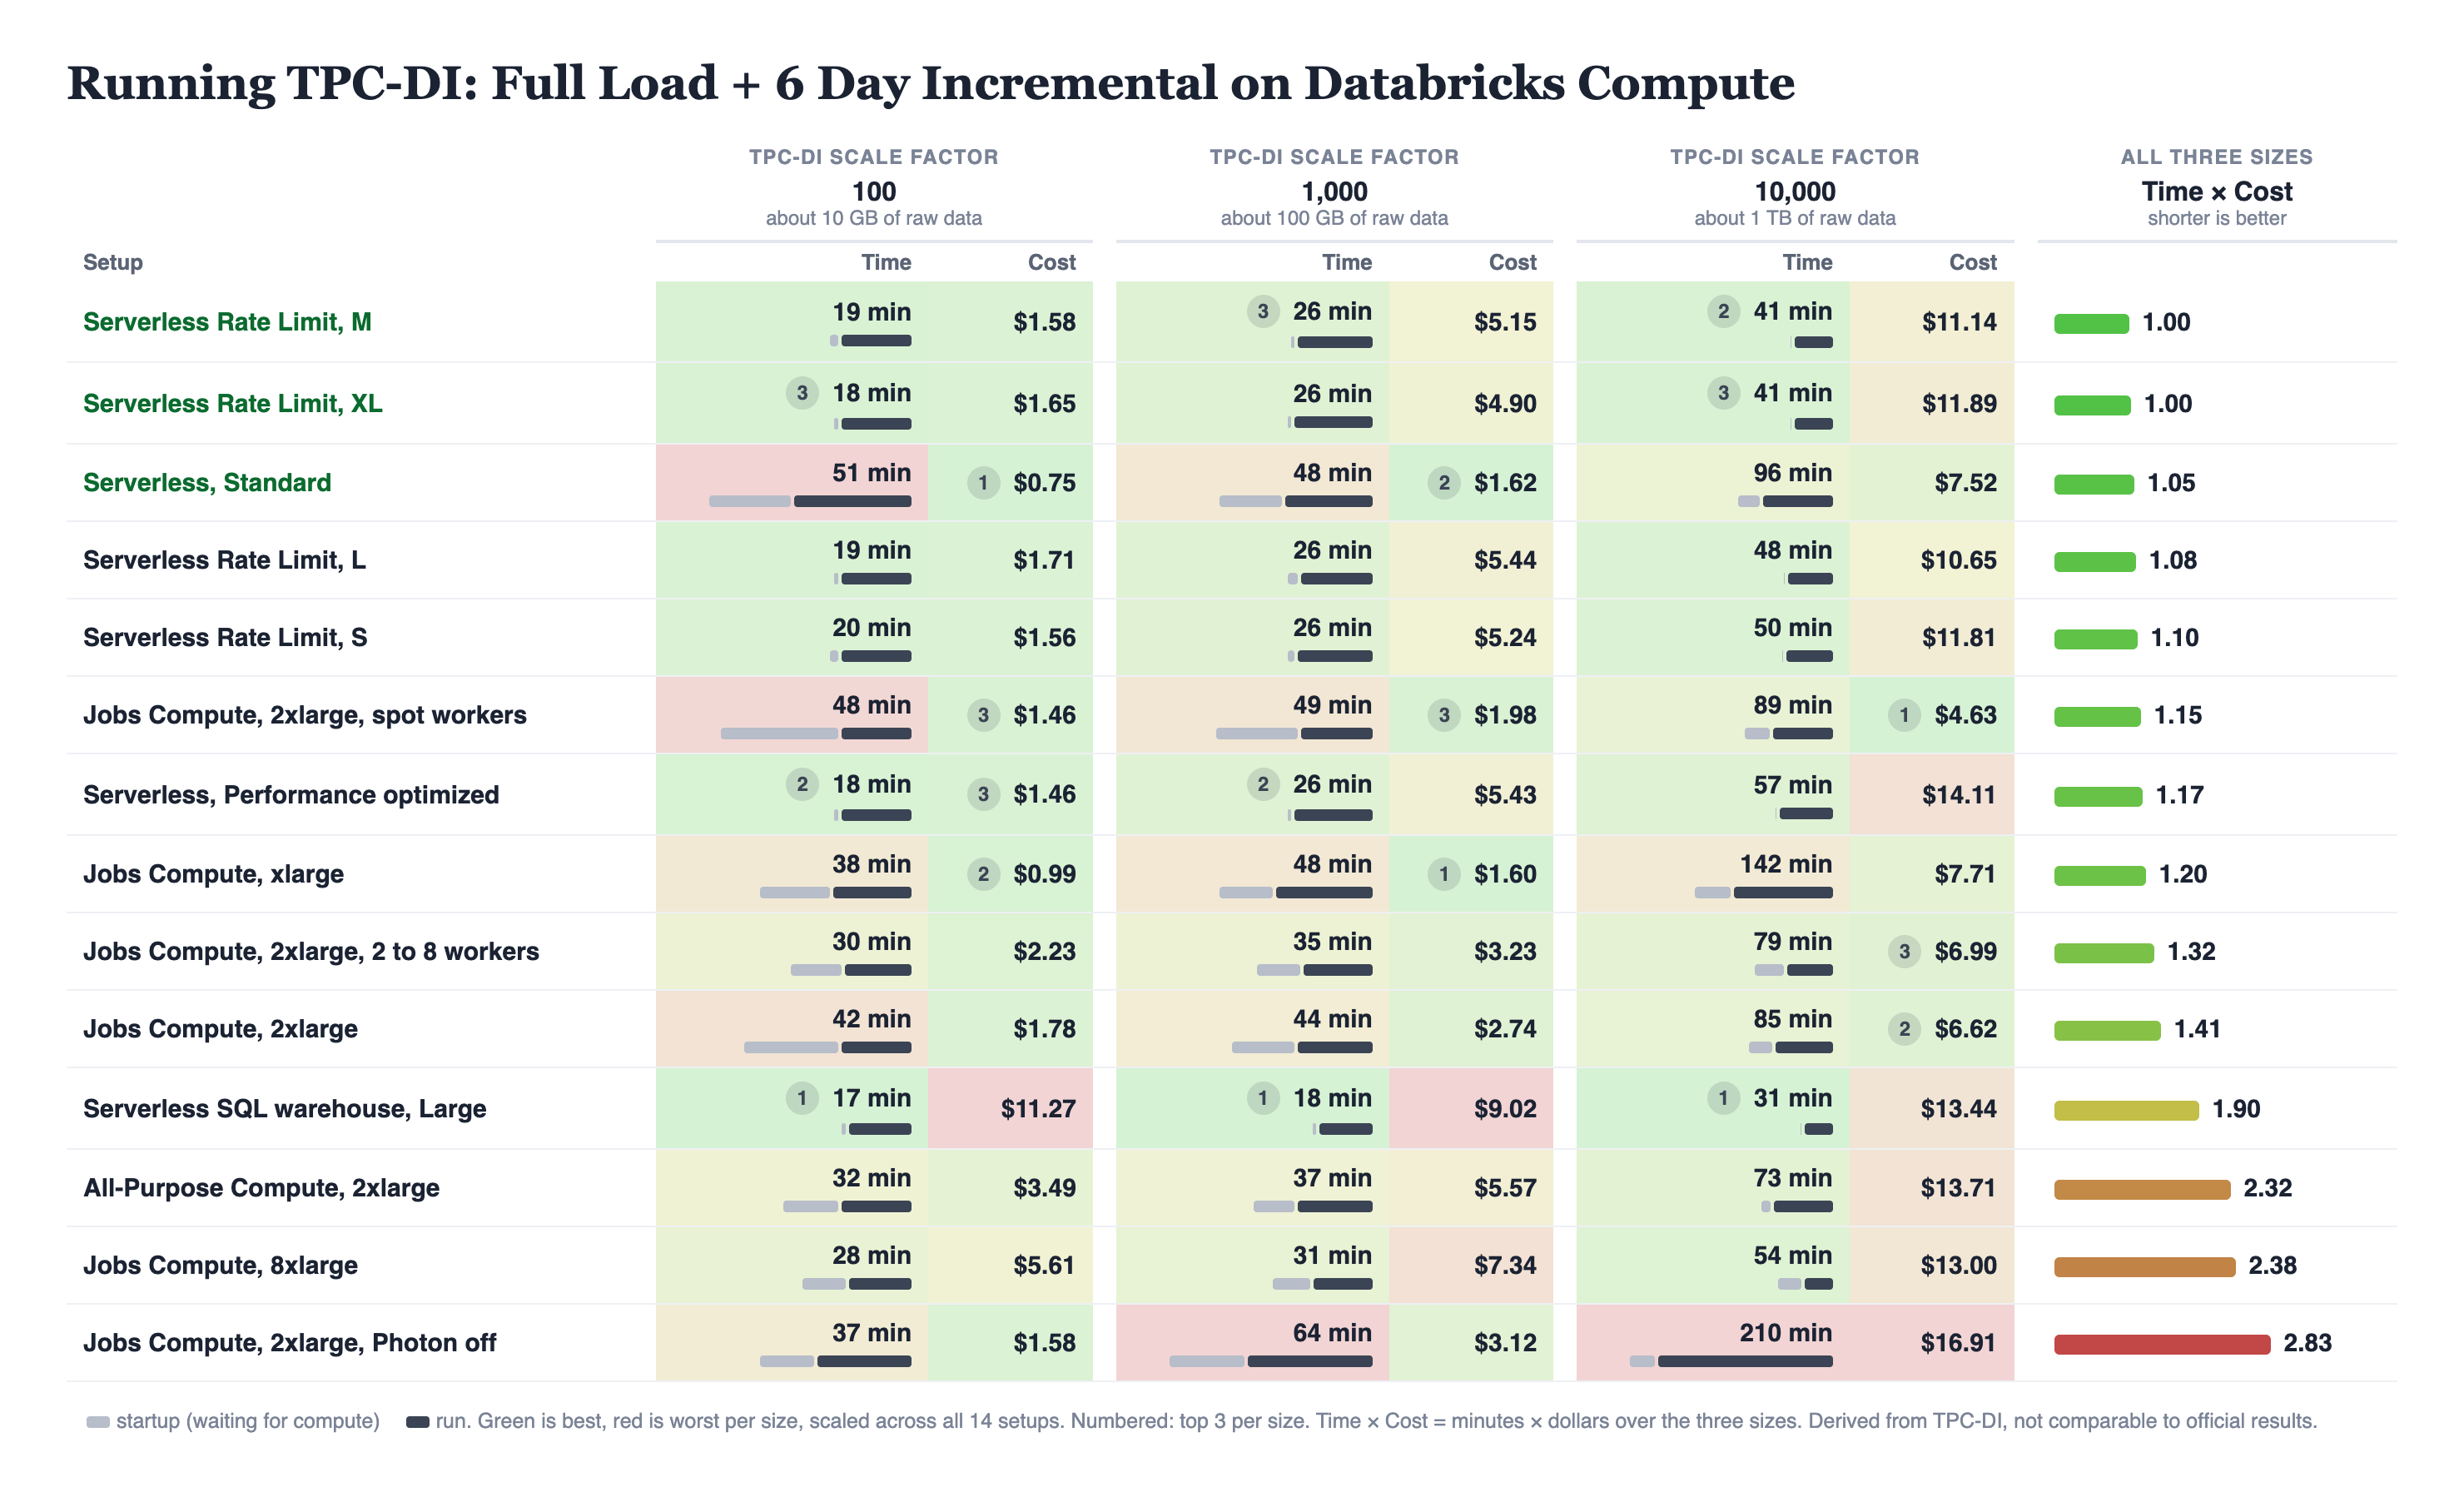 Running TPC-DI: Full Load + 6 Day Incremental on Databricks Compute
TPC-DI SCALE FACTOR TPC-DI SCALE FACTOR TPC-DI SCALE FACTOR ALL THREE SIZES
100 1,000 10,000 Time × Cost
about 10 GB of raw data about 100 GB of raw data about 1 TB of raw data shorter is better
Setup Time Cost Time Cost Time Cost
Serverless Rate Limit, M 19 min $1.58 3 26 min $5.15 2 41 min $11.14 1.00
Serverless Rate Limit, XL 3 18 min $1.65 26 min $4.90 3 41 min $11.89 1.00
Serverless, Standard 51 min 1 $0.75 48 min 2 $1.62 96 min $7.52 1.05
Serverless Rate Limit, L 19 min $1.71 26 min $5.44 48 min $10.65 1.08
Serverless Rate Limit, S 20 min $1.56 26 min $5.24 50 min $11.81 1.10
Jobs Compute, 2xlarge, spot workers 48 min 3 $1.46 49 min 3 $1.98 89 min 1 $4.63 1.15
Serverless, Performance optimized 2 18 min 3 $1.46 2 26 min $5.43 57 min $14.11 1.17
Jobs Compute, xlarge 38 min 2 $0.99 48 min 1 $1.60 142 min $7.71 1.20
Jobs Compute, 2xlarge, 2 to 8 workers 30 min $2.23 35 min $3.23 79 min 3 $6.99 1.32
Jobs Compute, 2xlarge 42 min $1.78 44 min $2.74 85 min 2 $6.62 1.41
Serverless SQL warehouse, Large 1 17 min $11.27 1 18 min $9.02 1 31 min $13.44 1.90
All-Purpose Compute, 2xlarge 32 min $3.49 37 min $5.57 73 min $13.71 2.32
Jobs Compute, 8xlarge 28 min $5.61 31 min $7.34 54 min $13.00 2.38
Jobs Compute, 2xlarge, Photon off 37 min $1.58 64 min $3.12 210 min $16.91 2.83
startup (waiting for compute) run. Green is best, red is worst per size, scaled across all 14 setups. Numbered: top 3 per size. Time × Cost = minutes × dollars over the three sizes. Derived from TPC-DI, not comparable to official results.